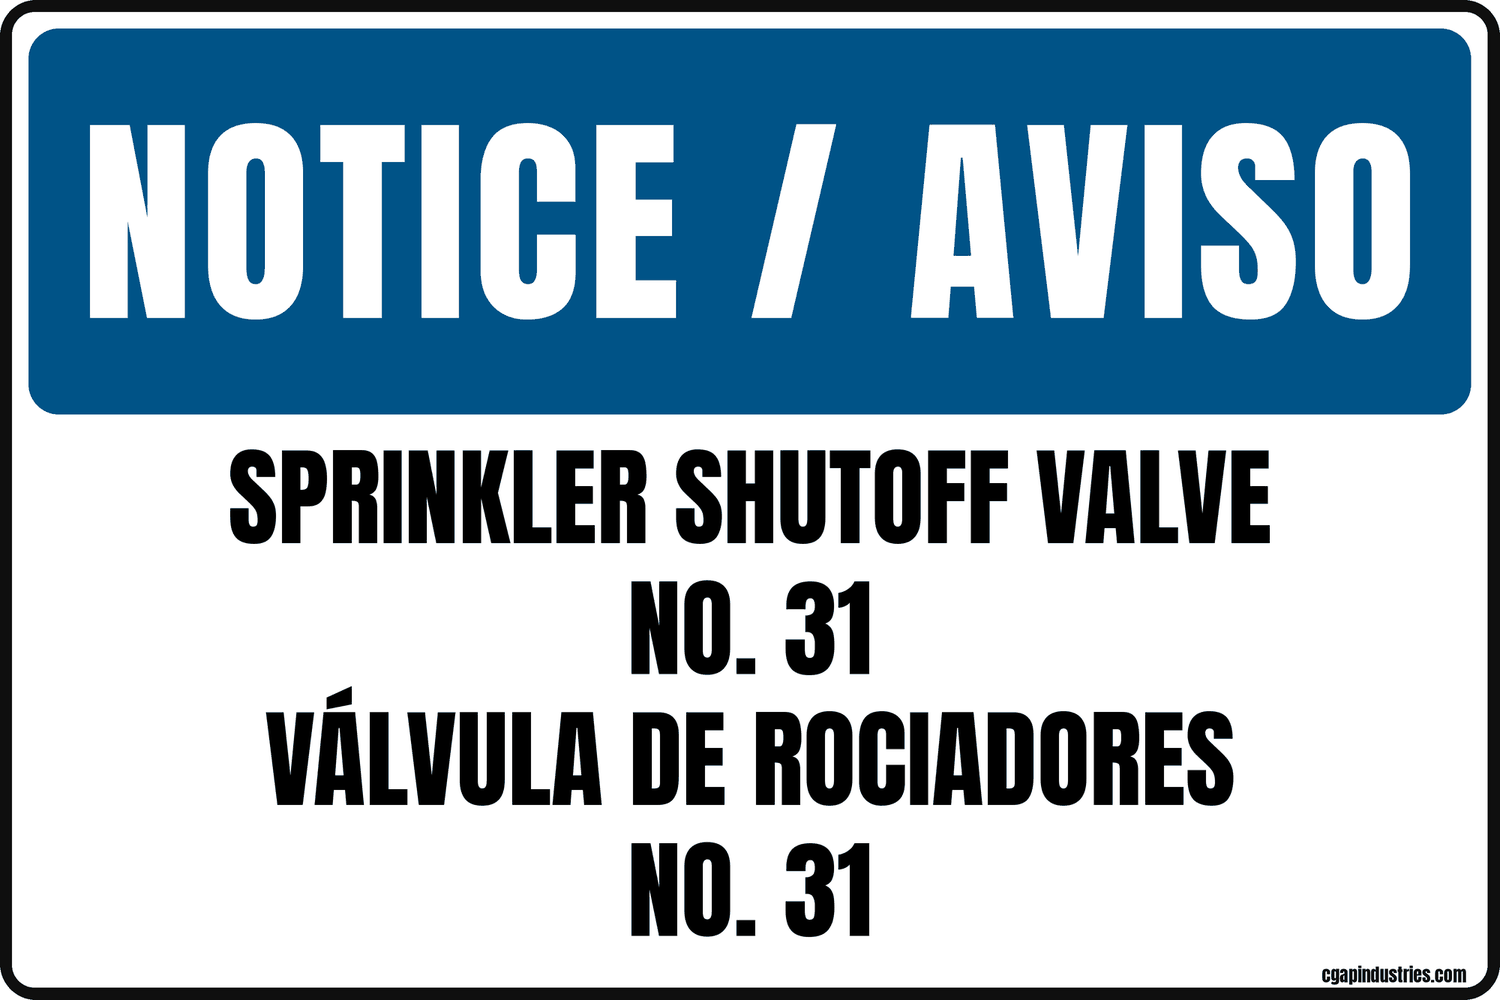 NOTICE / AVISO
SPRINKLER SHUTOFF VALVE
NO. 31
VÁLVULA DE ROCIADORES
NO. 31
cgapindustries.com